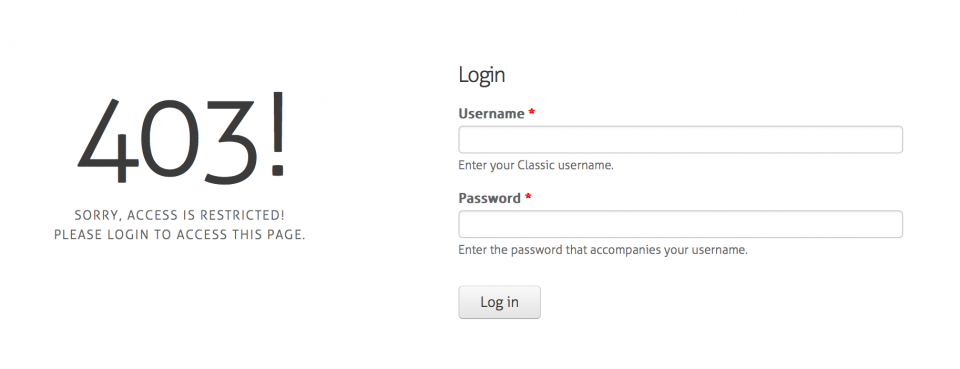 403!
SORRY, ACCESS IS RESTRICTED!
PLEASE LOGIN TO ACCESS THIS PAGE.
Login
Username *
Enter your Classic username.
Password *
Enter the password that accompanies your username.
Log in